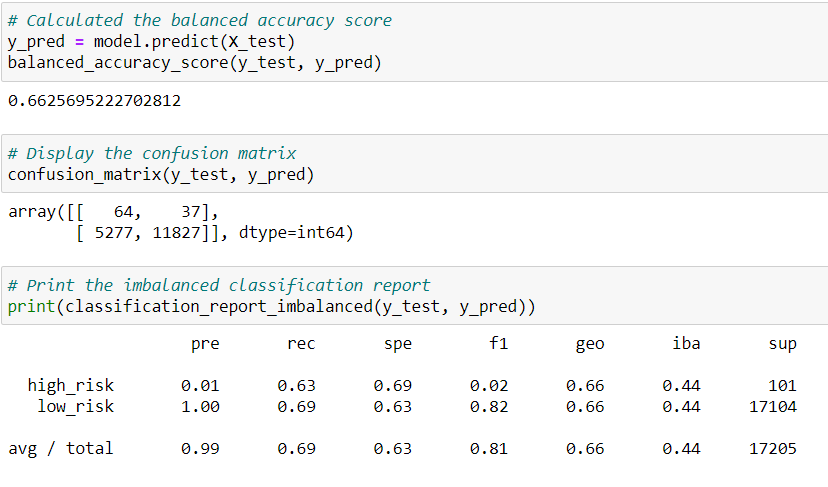 # Calculated the balanced accuracy score
y_pred = model.predict(X_test)
balanced_accuracy_score(y_test, y_pred)
0.6625695222702812
# Display the confusion matrix
confusion_matrix(y_test, y_pred)
array([[   64,    37],
       [ 5277, 11827]], dtype=int64)
# Print the imbalanced classification report
print(classification_report_imbalanced(y_test, y_pred))
pre rec spe f1 geo iba sup
high_risk 0.01 0.63 0.69 0.02 0.66 0.44 101
low_risk 1.00 0.69 0.63 0.82 0.66 0.44 17104
avg / total 0.99 0.69 0.63 0.81 0.66 0.44 17205